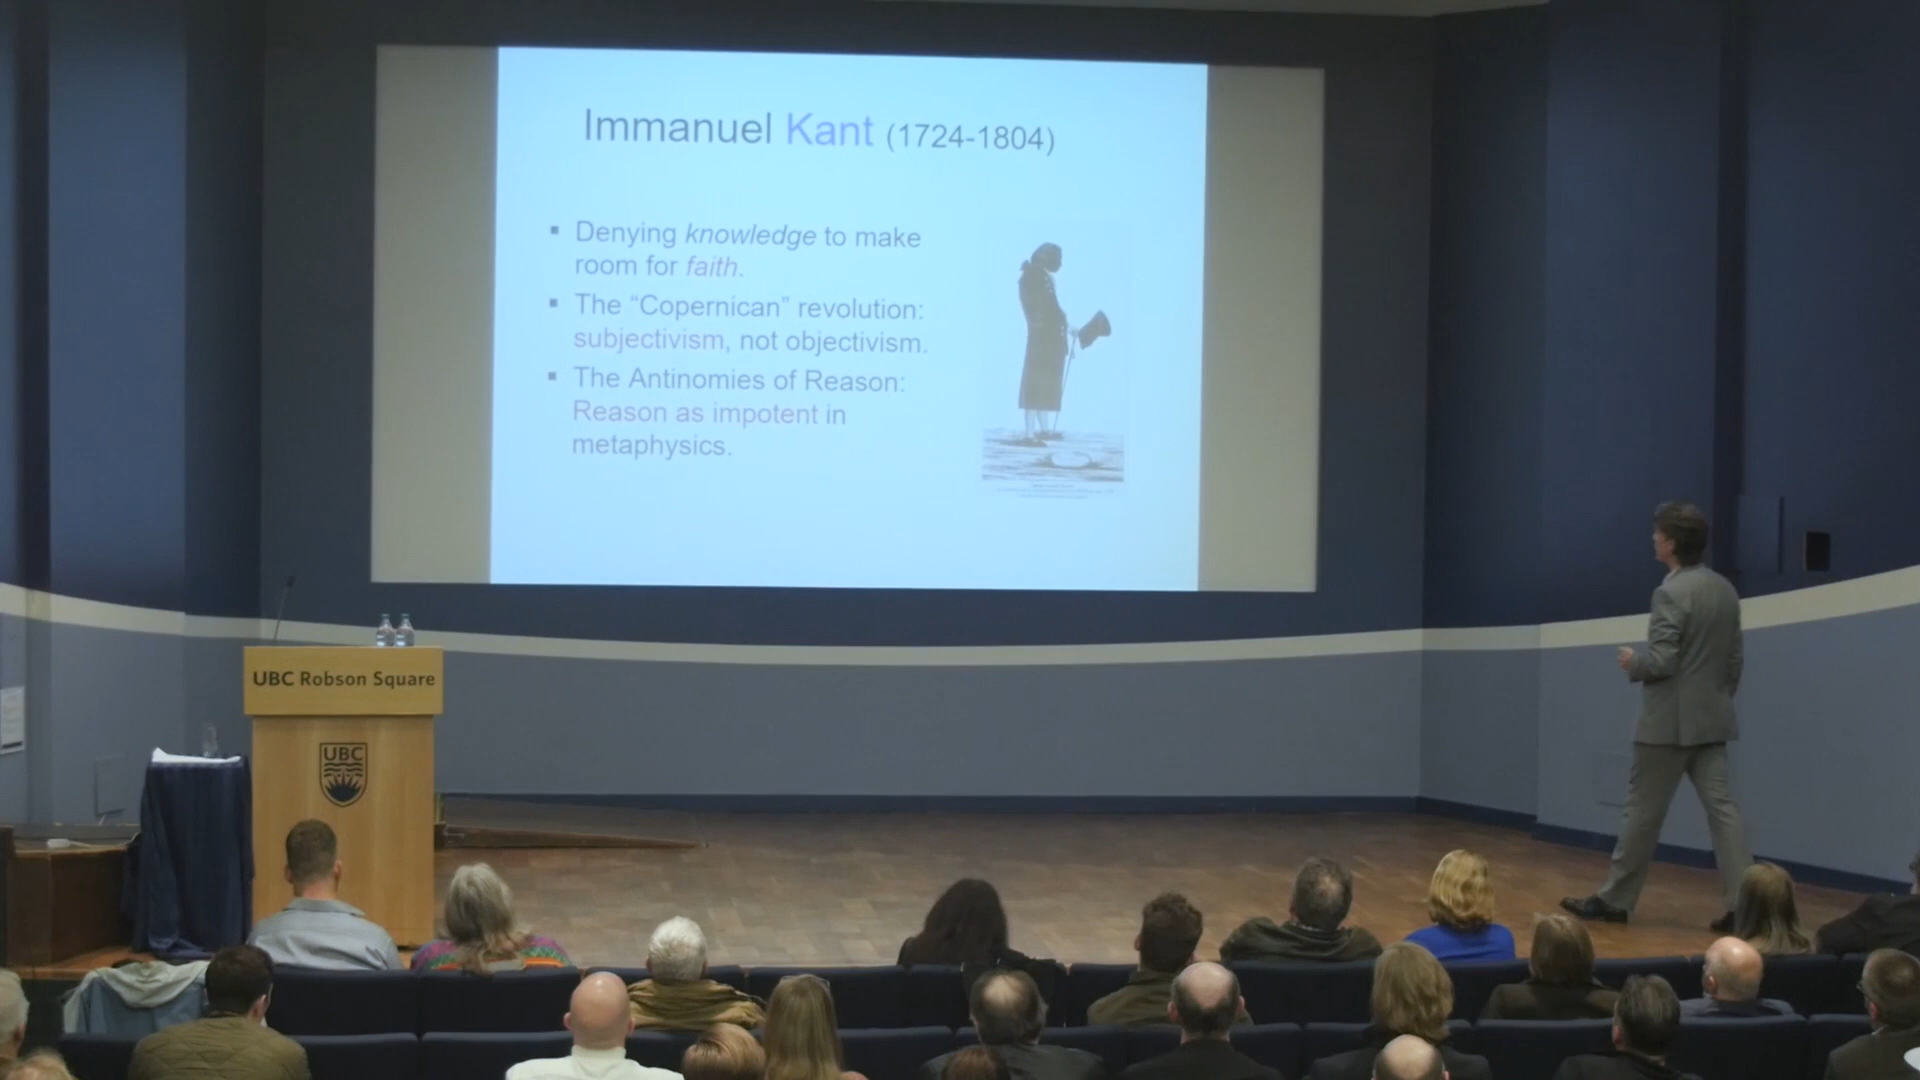 Immanuel Kant (1724-1804)
▪ Denying knowledge to make
room for faith.
▪ The “Copernican” revolution:
subjectivism, not objectivism.
▪ The Antinomies of Reason:
Reason as impotent in
metaphysics.
UBC Robson Square
UBC